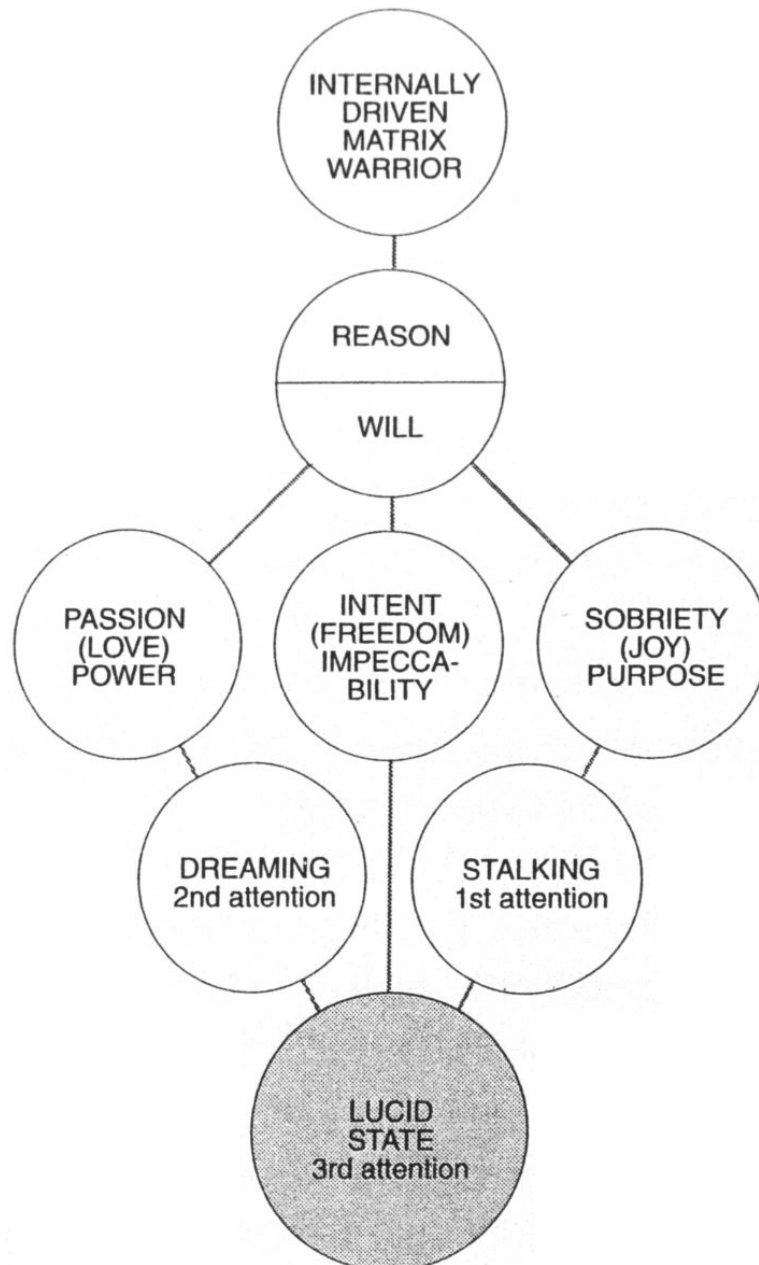 INTERNALLY
DRIVEN
MATRIX
WARRIOR
REASON
WILL
PASSION
(LOVE)
POWER
INTENT
(FREEDOM)
IMPECCA-
BILITY
SOBRIETY
(JOY)
PURPOSE
DREAMING
2nd attention
STALKING
1st attention
LUCID
STATE
3rd attention